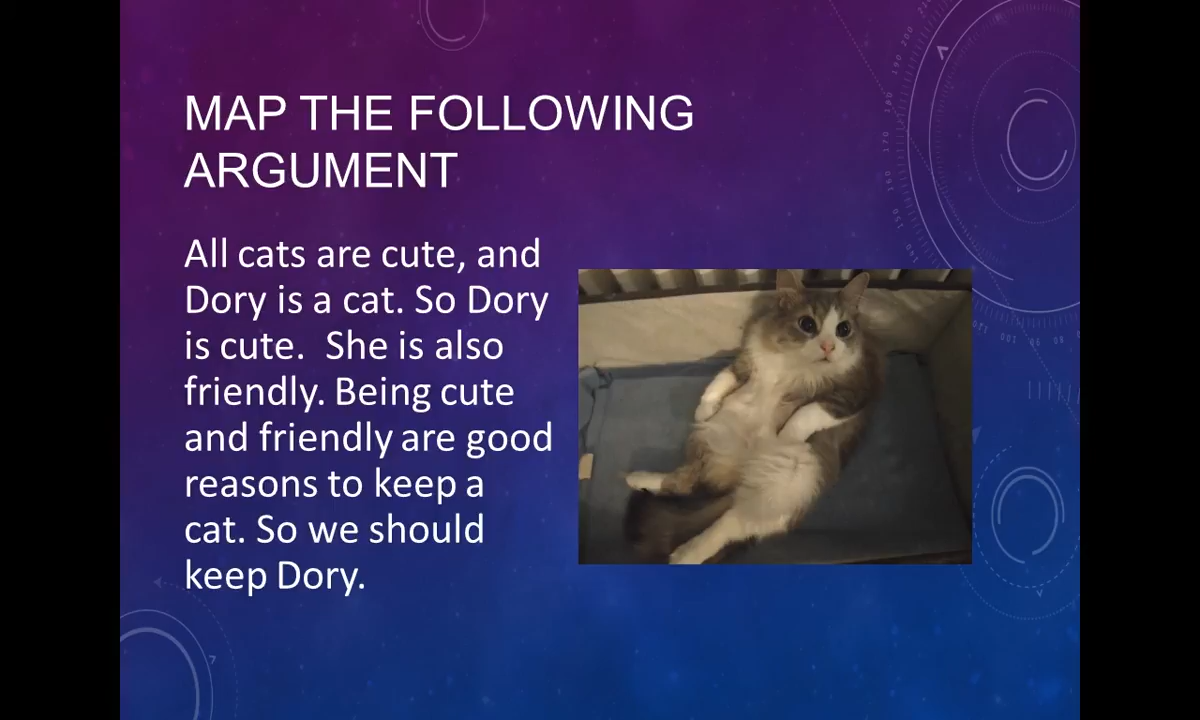 MAP THE FOLLOWING
ARGUMENT
All cats are cute, and
Dory is a cat. So Dory
is cute.  She is also
friendly. Being cute
and friendly are good
reasons to keep a
cat. So we should
keep Dory.